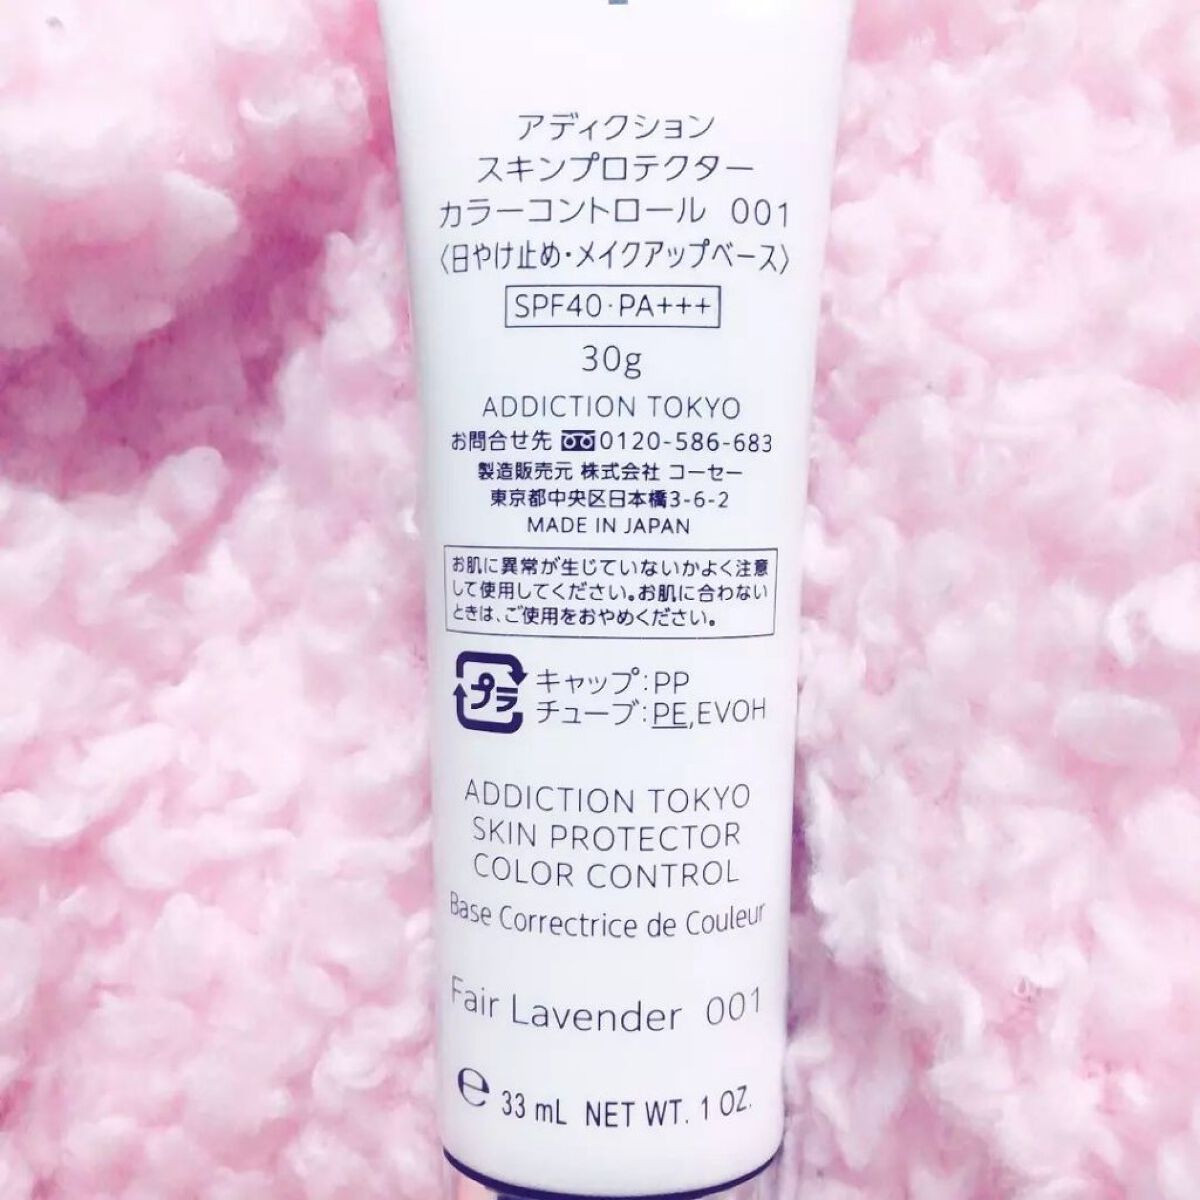 アディクション
スキンプロテクター
カラーコントロール 001
〈日やけ止め・メイクアップベース〉
SPF40・PA+++
30g
ADDICTION TOKYO
お問合せ先 0120-586-683
製造販売元 株式会社 コーセー
東京都中央区日本橋3-6-2
MADE IN JAPAN
お肌に異常が生じていないかよく注意
して使用してください。お肌に合わない
ときは、ご使用をおやめください。
プラ
キャップ:PP
チューブ:PE,EVOH
ADDICTION TOKYO
SKIN PROTECTOR
COLOR CONTROL
Base Correctrice de Couleur
Fair Lavender 001
℮ 33 mL NET WT. 1 OZ.